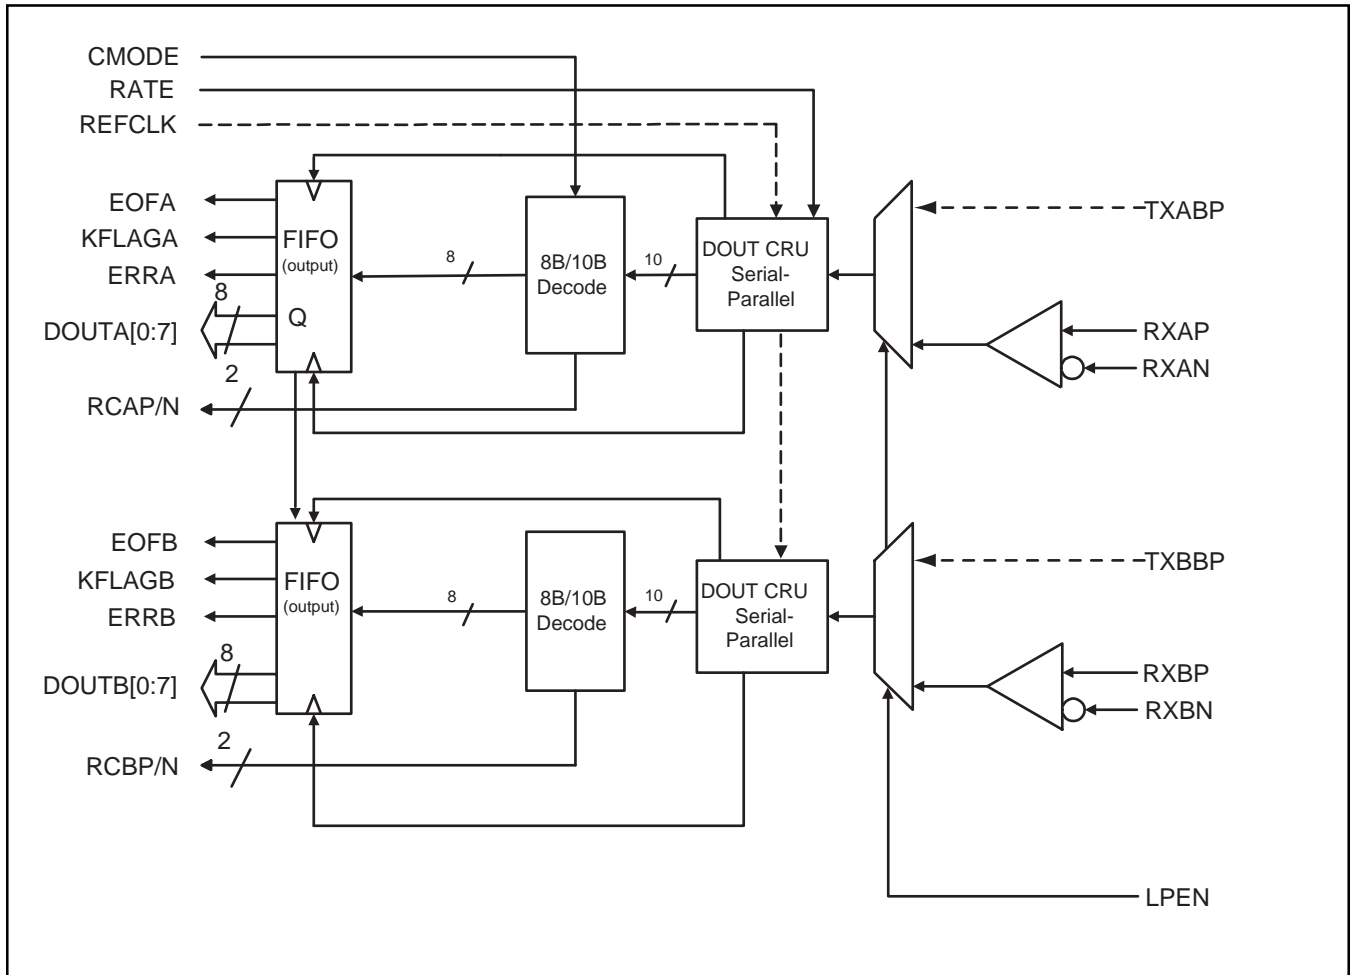 CMODE
RATE
REFCLK
EOFA
KFLAGA
ERRA
8
DOUTA[0:7]
2
RCAP/N
FIFO
(output)
Q
8
8B/10B
Decode
10
DOUT CRU
Serial-
Parallel
TXABP
RXAP
RXAN
EOFB
KFLAGB
ERRB
8
DOUTB[0:7]
2
RCBP/N
FIFO
(output)
8
8B/10B
Decode
10
DOUT CRU
Serial-
Parallel
TXBBP
RXBP
RXBN
LPEN